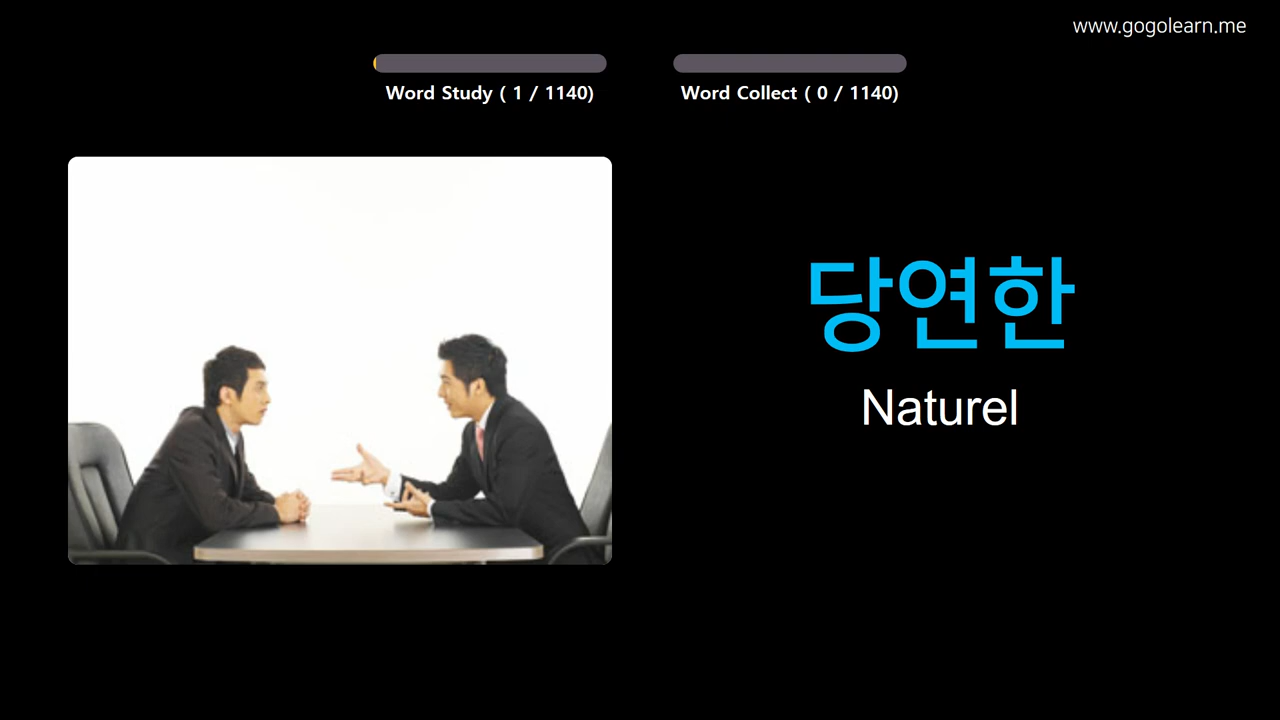 www.gogolearn.me
Word Study ( 1 / 1140)
Word Collect ( 0 / 1140)
당연한
Naturel